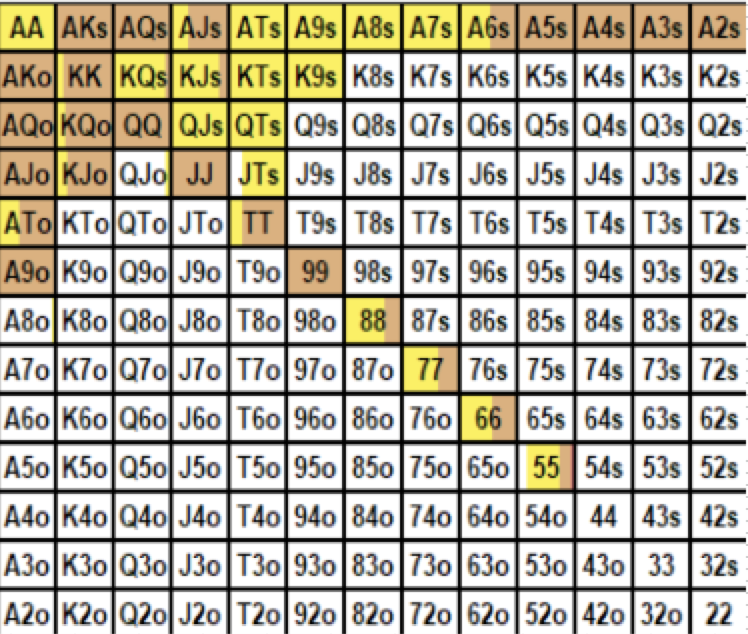 AA AKs AQs AJs ATs A9s A8s A7s A6s A5s A4s A3s A2s
AKo KK KQs KJs KTs K9s K8s K7s K6s K5s K4s K3s K2s
AQo KQo QQ QJs QTs Q9s Q8s Q7s Q6s Q5s Q4s Q3s Q2s
AJo KJo QJo JJ JTs J9s J8s J7s J6s J5s J4s J3s J2s
ATo KTo QTo JTo TT T9s T8s T7s T6s T5s T4s T3s T2s
A9o K9o Q9o J9o T9o 99 98s 97s 96s 95s 94s 93s 92s
A8o K8o Q8o J8o T8o 98o 88 87s 86s 85s 84s 83s 82s
A7o K7o Q7o J7o T7o 97o 87o 77 76s 75s 74s 73s 72s
A6o K6o Q6o J6o T6o 96o 86o 76o 66 65s 64s 63s 62s
A5o K5o Q5o J5o T5o 95o 85o 75o 65o 55 54s 53s 52s
A4o K4o Q4o J4o T4o 94o 84o 74o 64o 54o 44 43s 42s
A3o K3o Q3o J3o T3o 93o 83o 73o 63o 53o 43o 33 32s
A2o K2o Q2o J2o T2o 92o 82o 72o 62o 52o 42o 32o 22